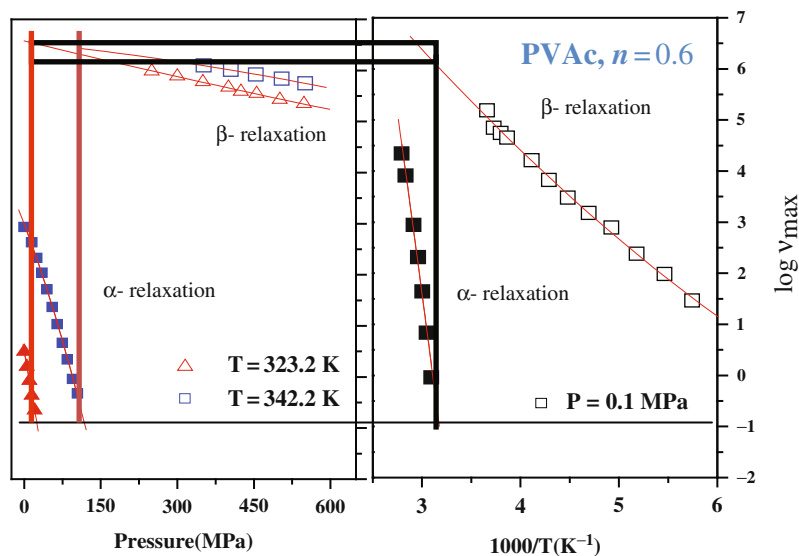 PVAc, n = 0.6
β- relaxation
β- relaxation
α- relaxation
α- relaxation
T = 323.2 K
T = 342.2 K
P = 0.1 MPa
7
6
5
4
3
2
1
0
−1
−2
log νmax
0 150 300 450 600
3 4 5 6
Pressure(MPa)
1000/T(K⁻¹)